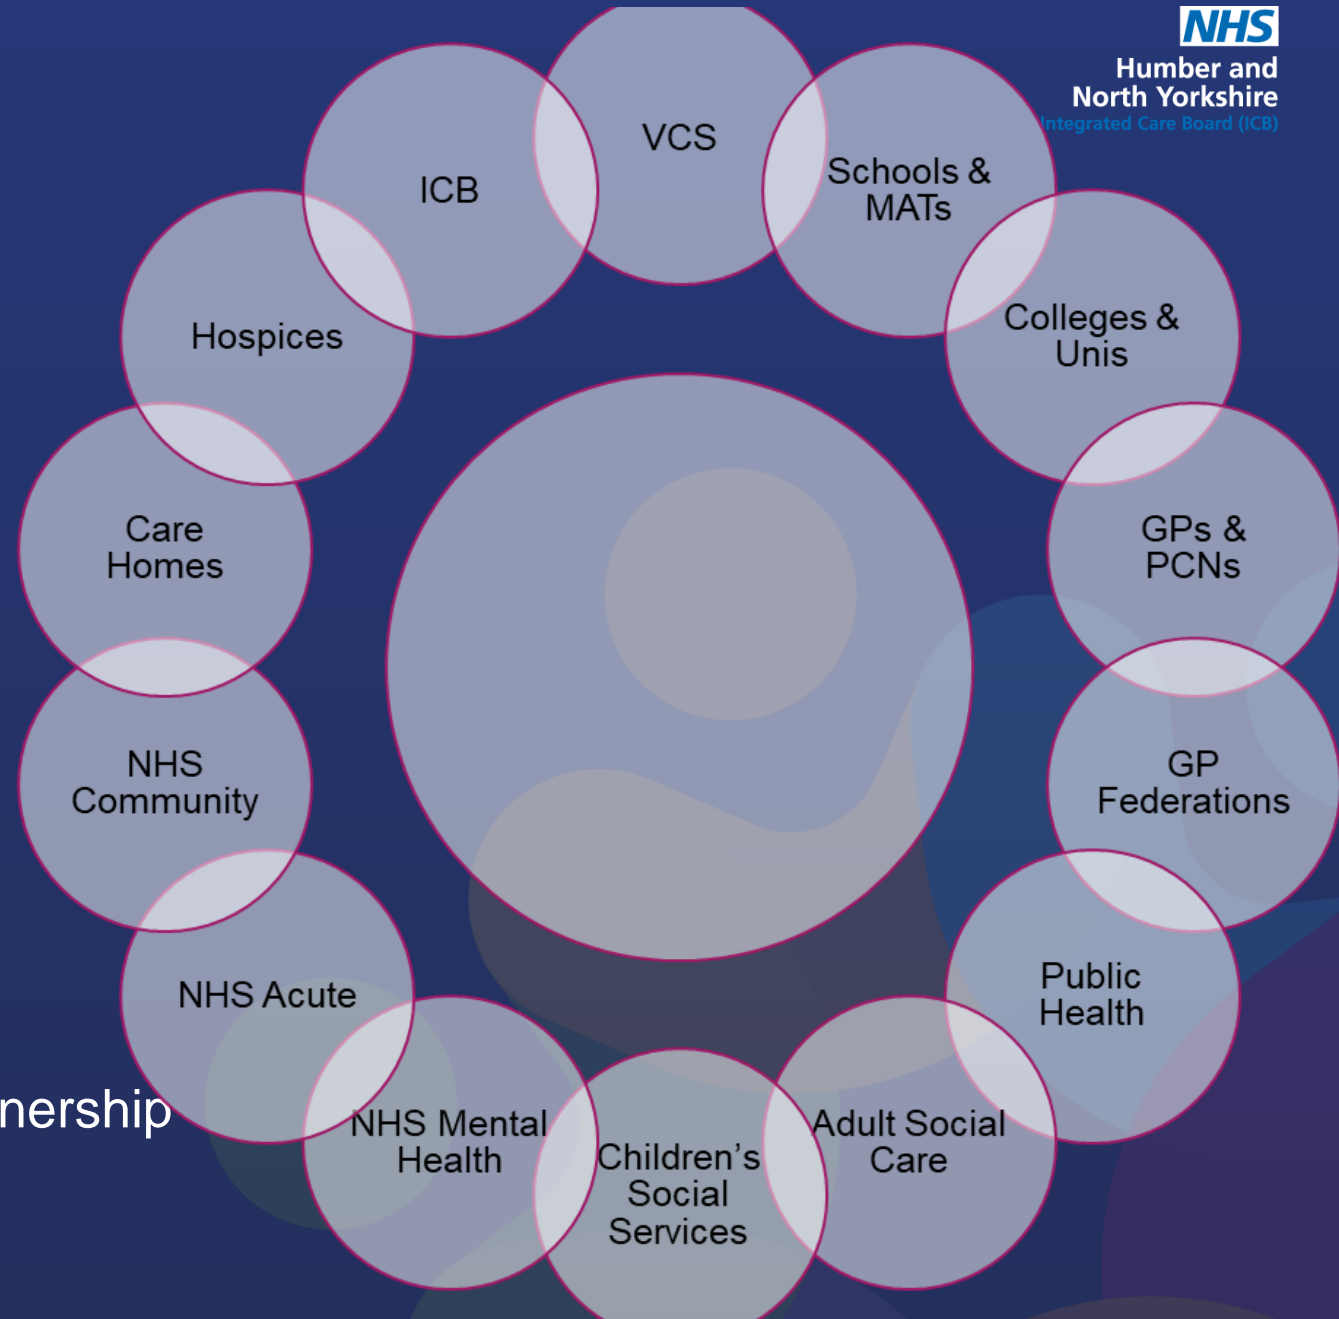 NHS
Humber and
North Yorkshire
Integrated Care Board (ICB)
VCS
Schools &
MATs
Colleges &
Unis
GPs &
PCNs
GP
Federations
Public
Health
Adult Social
Care
Children’s
Social
Services
NHS Mental
Health
NHS Acute
NHS
Community
Care
Homes
Hospices
ICB
nership